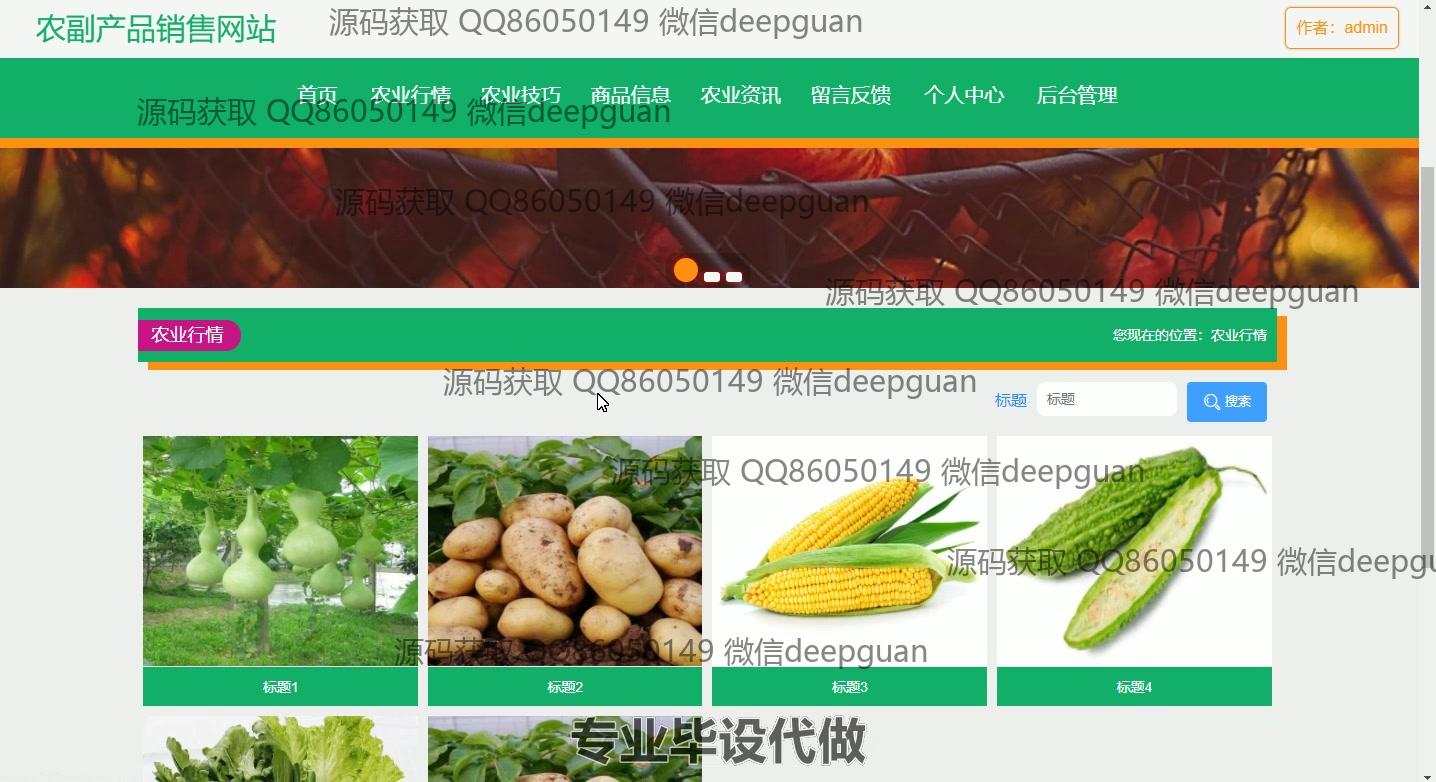 农副产品销售网站
源码获取 QQ86050149 微信deepguan
作者：admin
首页 农业行情 农业技巧 商品信息 农业资讯 留言反馈 个人中心 后台管理
源码获取 QQ86050149 微信deepguan
源码获取 QQ86050149 微信deepguan
源码获取 QQ86050149 微信deepguan
农业行情
您现在的位置：农业行情
源码获取 QQ86050149 微信deepguan
标题 标题 搜索
源码获取 QQ86050149 微信deepguan
源码获取 QQ86050149 微信deepgu
源码获取 QQ86050149 微信deepguan
标题1 标题2 标题3 标题4
专业毕设代做